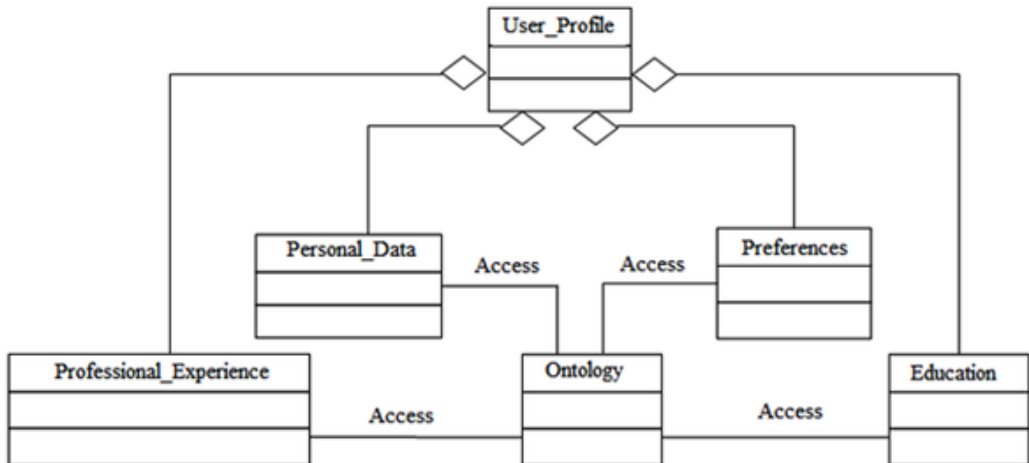 User_Profile
Personal_Data
Preferences
Access
Access
Professional_Experience
Ontology
Education
Access
Access